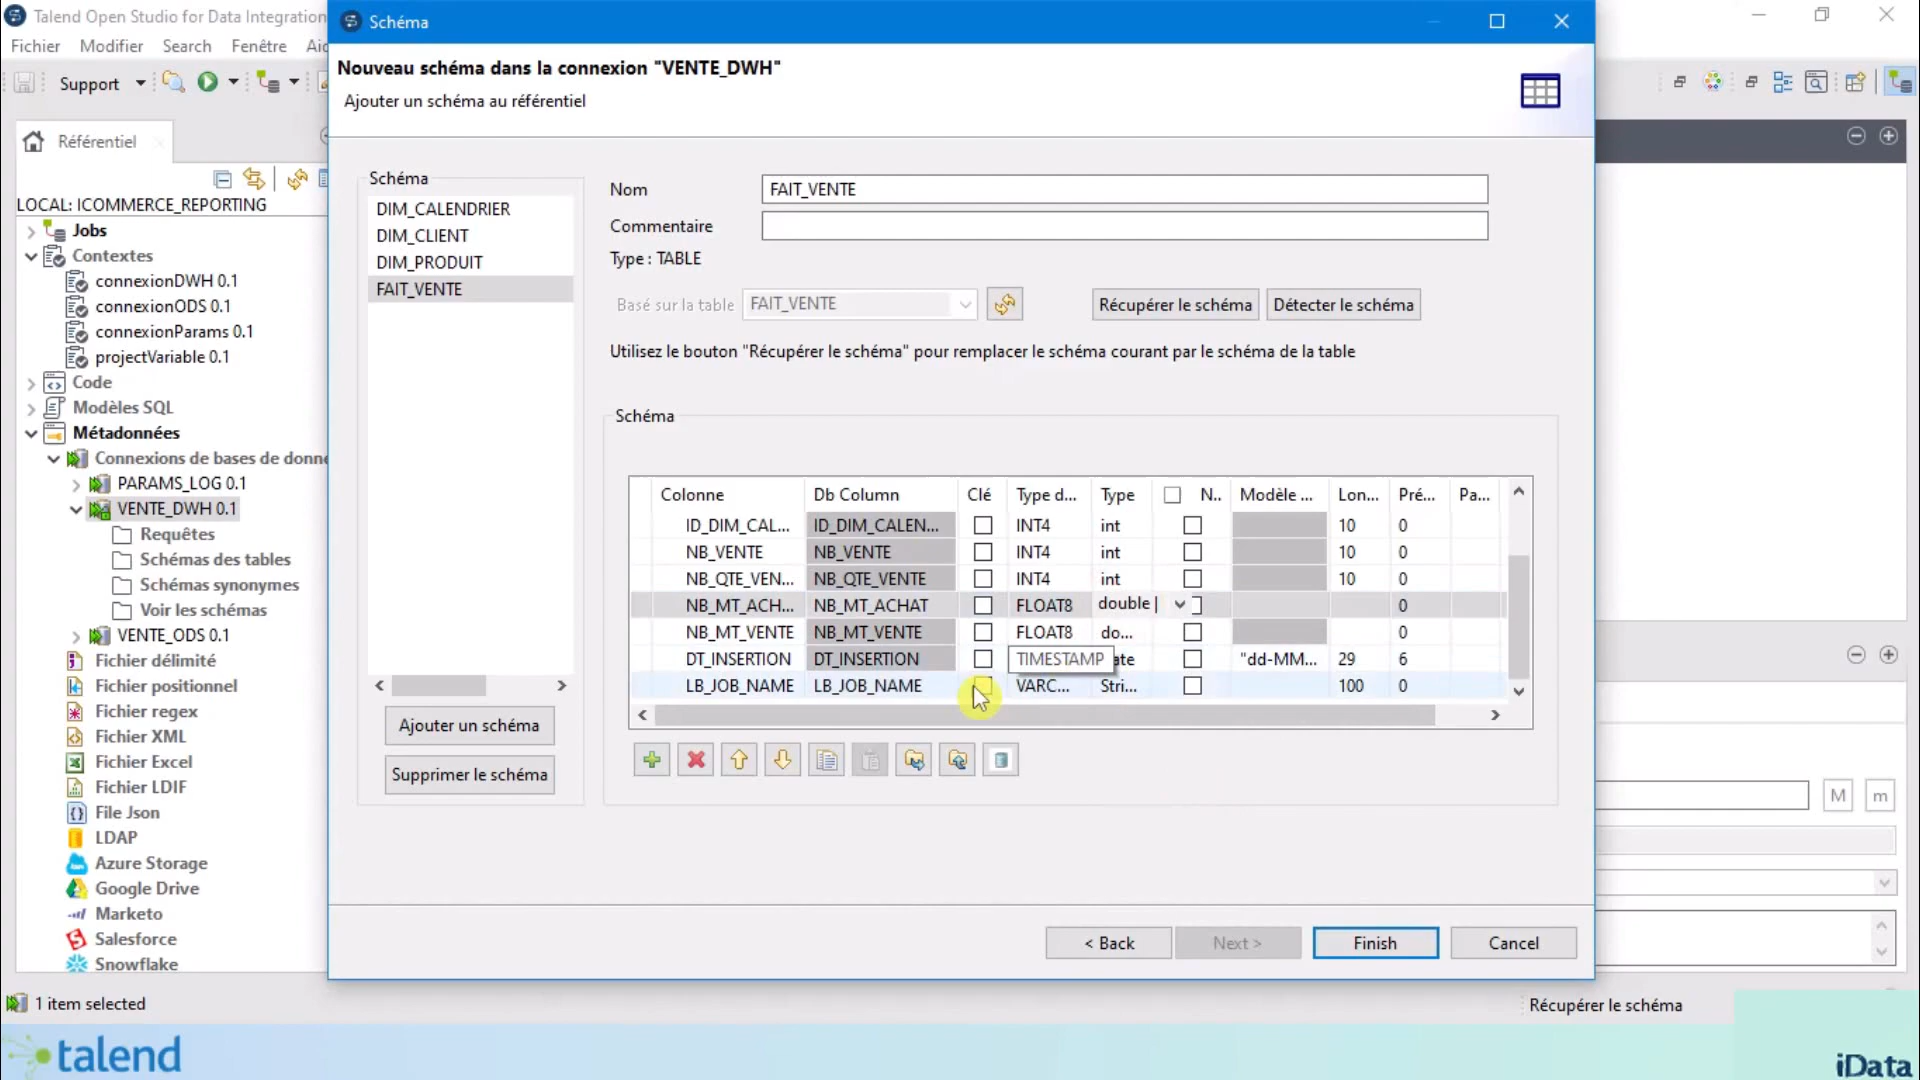 Talend Open Studio for Data Integration
Fichier Modifier Search Fenêtre
Support
Référentiel
LOCAL: ICOMMERCE_REPORTING
Jobs
Contextes
connexionDWH 0.1
connexionODS 0.1
connexionParams 0.1
projectVariable 0.1
Code
Modèles SQL
Métadonnées
Connexions de bases de donne
PARAMS_LOG 0.1
VENTE_DWH 0.1
Requêtes
Schémas des tables
Schémas synonymes
Voir les schémas
VENTE_ODS 0.1
Fichier délimité
Fichier positionnel
Fichier regex
Fichier XML
Fichier Excel
Fichier LDIF
File Json
LDAP
Azure Storage
Google Drive
Marketo
Salesforce
Snowflake
1 item selected
Schéma
Nouveau schéma dans la connexion "VENTE_DWH"
Ajouter un schéma au référentiel
Schéma
DIM_CALENDRIER
DIM_CLIENT
DIM_PRODUIT
FAIT_VENTE
Ajouter un schéma
Supprimer le schéma
Nom FAIT_VENTE
Commentaire
Type : TABLE
Basé sur la table FAIT_VENTE Récupérer le schéma Détecter le schéma
Utilisez le bouton "Récupérer le schéma" pour remplacer le schéma courant par le schéma de la table
Schéma
Colonne Db Column Clé Type d... Type N.. Modèle ... Lon... Pré... Pa...
ID_DIM_CAL... ID_DIM_CALEN... INT4 int 10 0
NB_VENTE NB_VENTE INT4 int 10 0
NB_QTE_VEN... NB_QTE_VENTE INT4 int 10 0
NB_MT_ACH... NB_MT_ACHAT FLOAT8 double | 0
NB_MT_VENTE NB_MT_VENTE FLOAT8 do... 0
DT_INSERTION DT_INSERTION TIMESTAMP ate "dd-MM... 29 6
LB_JOB_NAME LB_JOB_NAME VARC... Stri... 100 0
< Back Next > Finish Cancel
M m
Récupérer le schéma
talend
iData